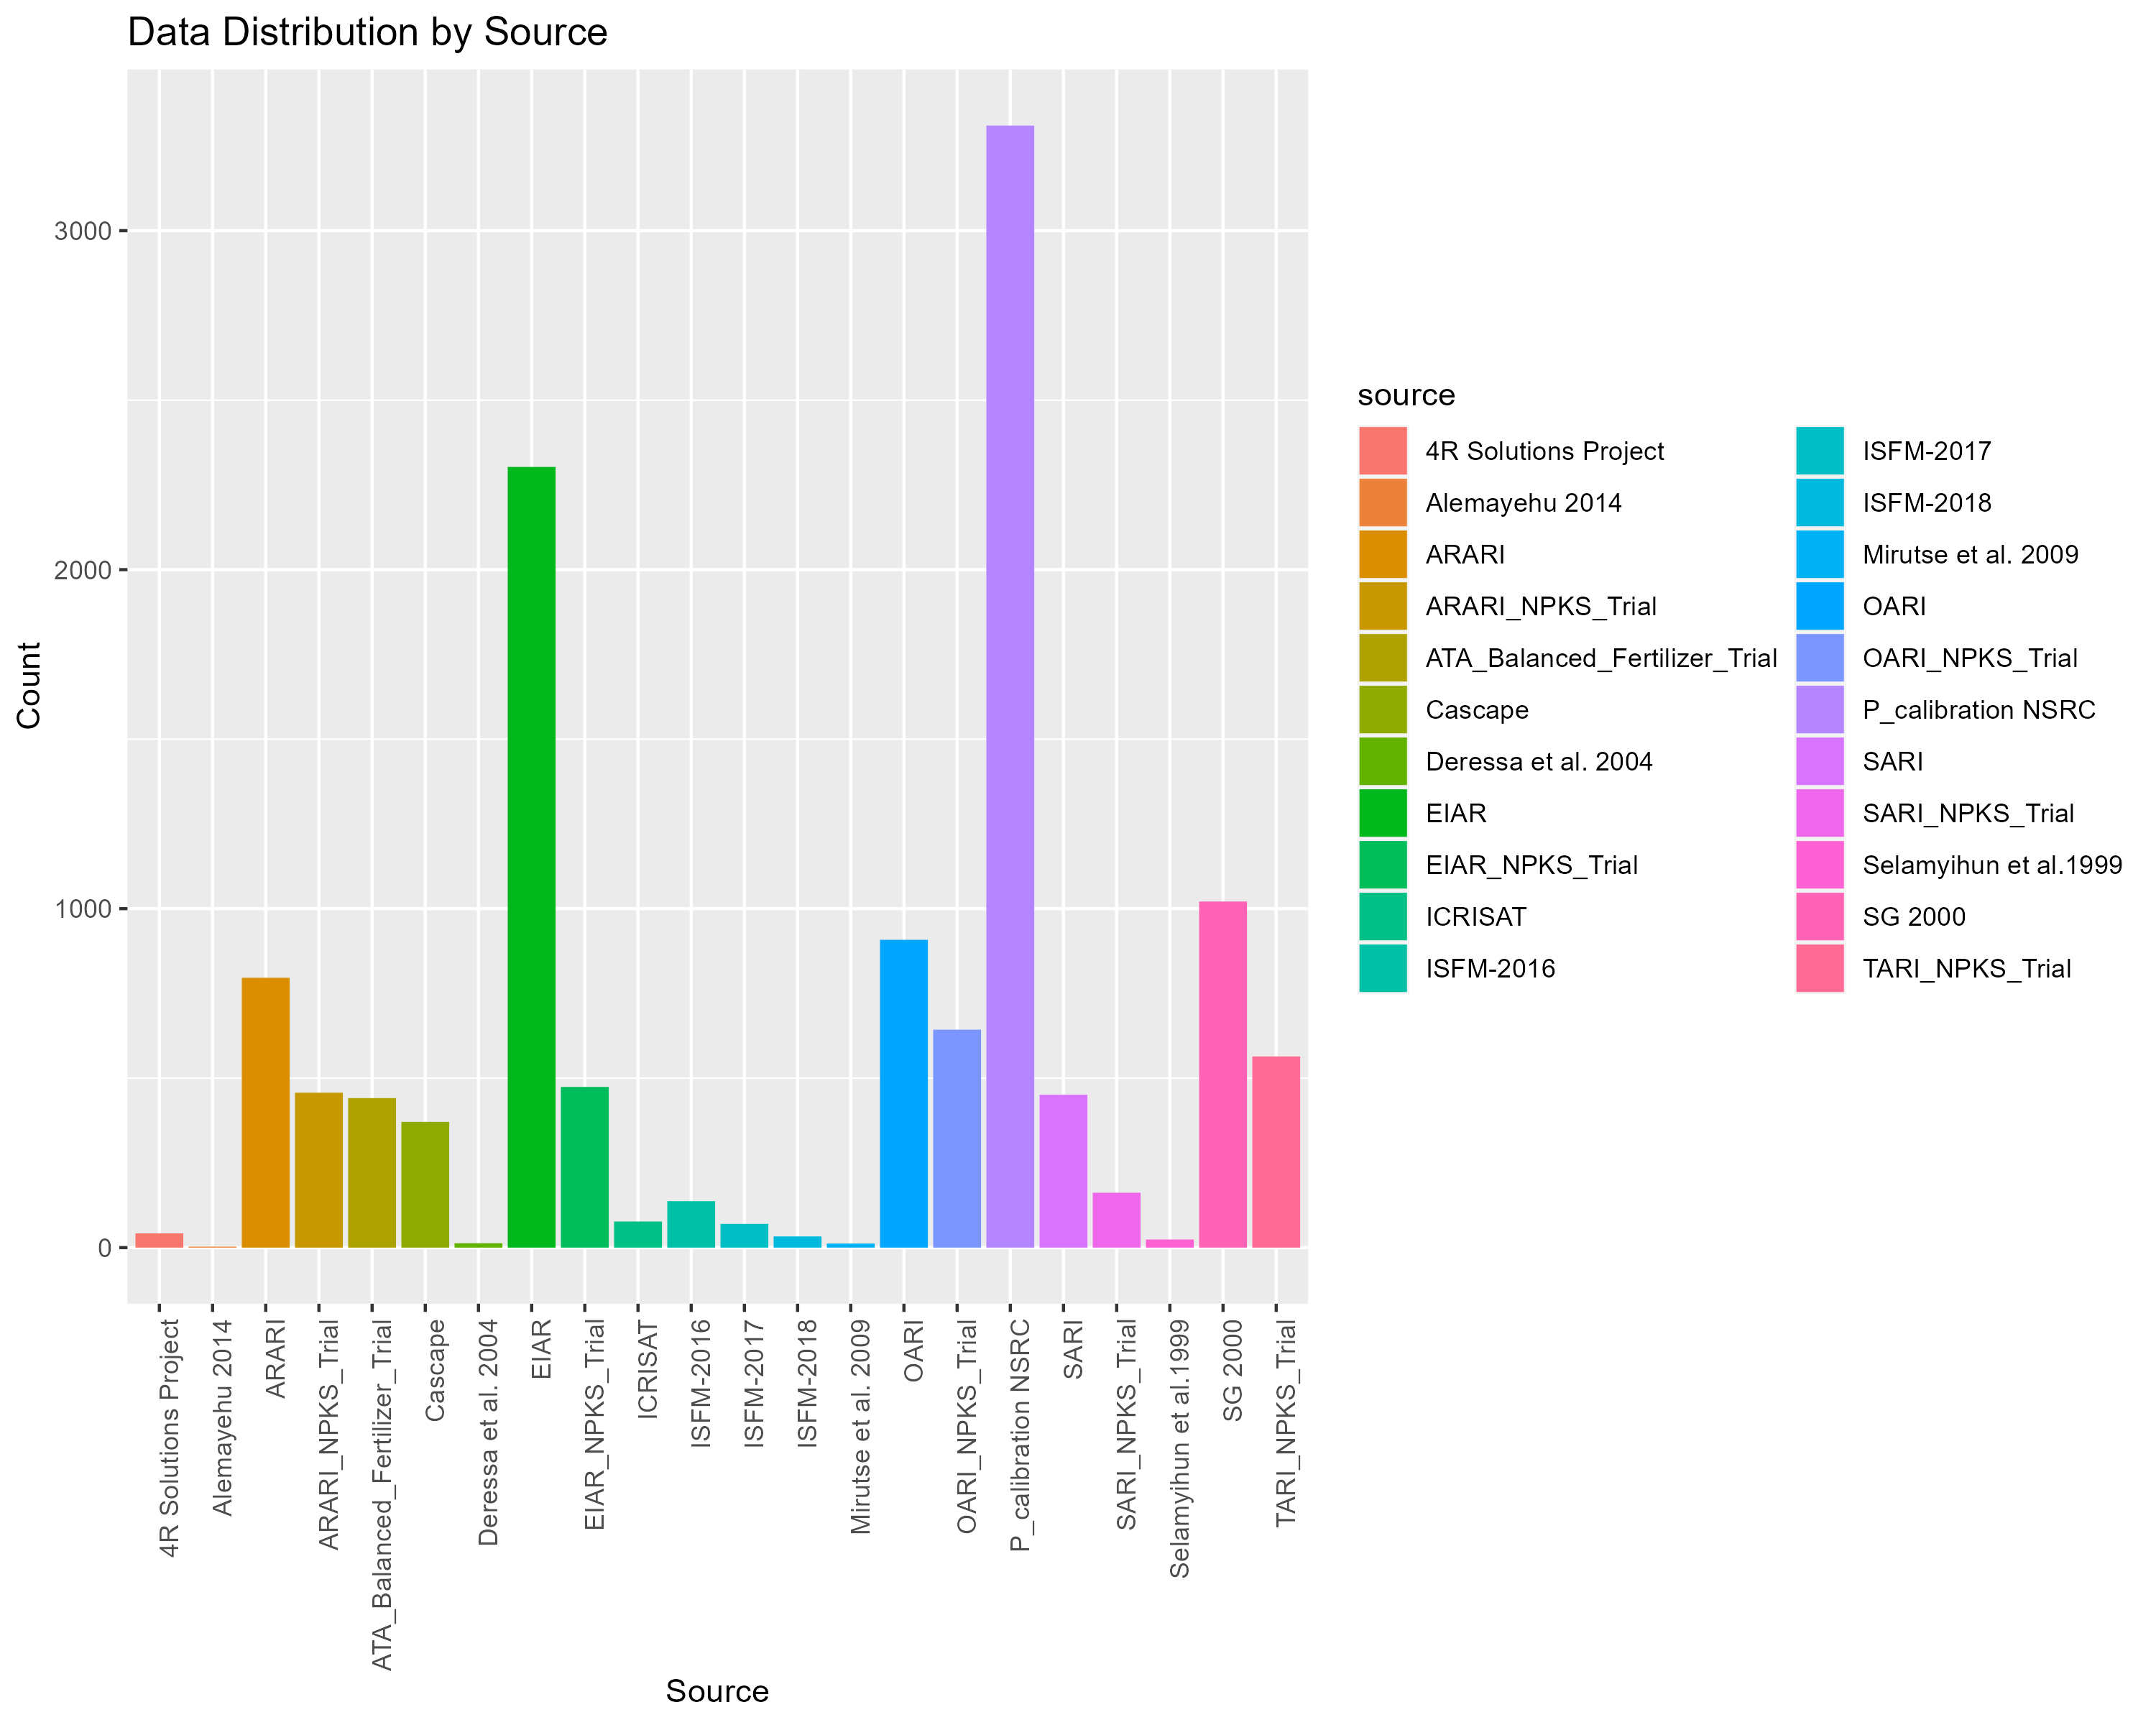 Data Distribution by Source
Count
3000
2000
1000
0
4R Solutions Project
Alemayehu 2014
ARARI
ARARI_NPKS_Trial
ATA_Balanced_Fertilizer_Trial
Cascape
Deressa et al. 2004
EIAR
EIAR_NPKS_Trial
ICRISAT
ISFM-2016
ISFM-2017
ISFM-2018
Mirutse et al. 2009
OARI
OARI_NPKS_Trial
P_calibration NSRC
SARI
SARI_NPKS_Trial
Selamyihun et al.1999
SG 2000
TARI_NPKS_Trial
Source
source
4R Solutions Project
Alemayehu 2014
ARARI
ARARI_NPKS_Trial
ATA_Balanced_Fertilizer_Trial
Cascape
Deressa et al. 2004
EIAR
EIAR_NPKS_Trial
ICRISAT
ISFM-2016
ISFM-2017
ISFM-2018
Mirutse et al. 2009
OARI
OARI_NPKS_Trial
P_calibration NSRC
SARI
SARI_NPKS_Trial
Selamyihun et al.1999
SG 2000
TARI_NPKS_Trial